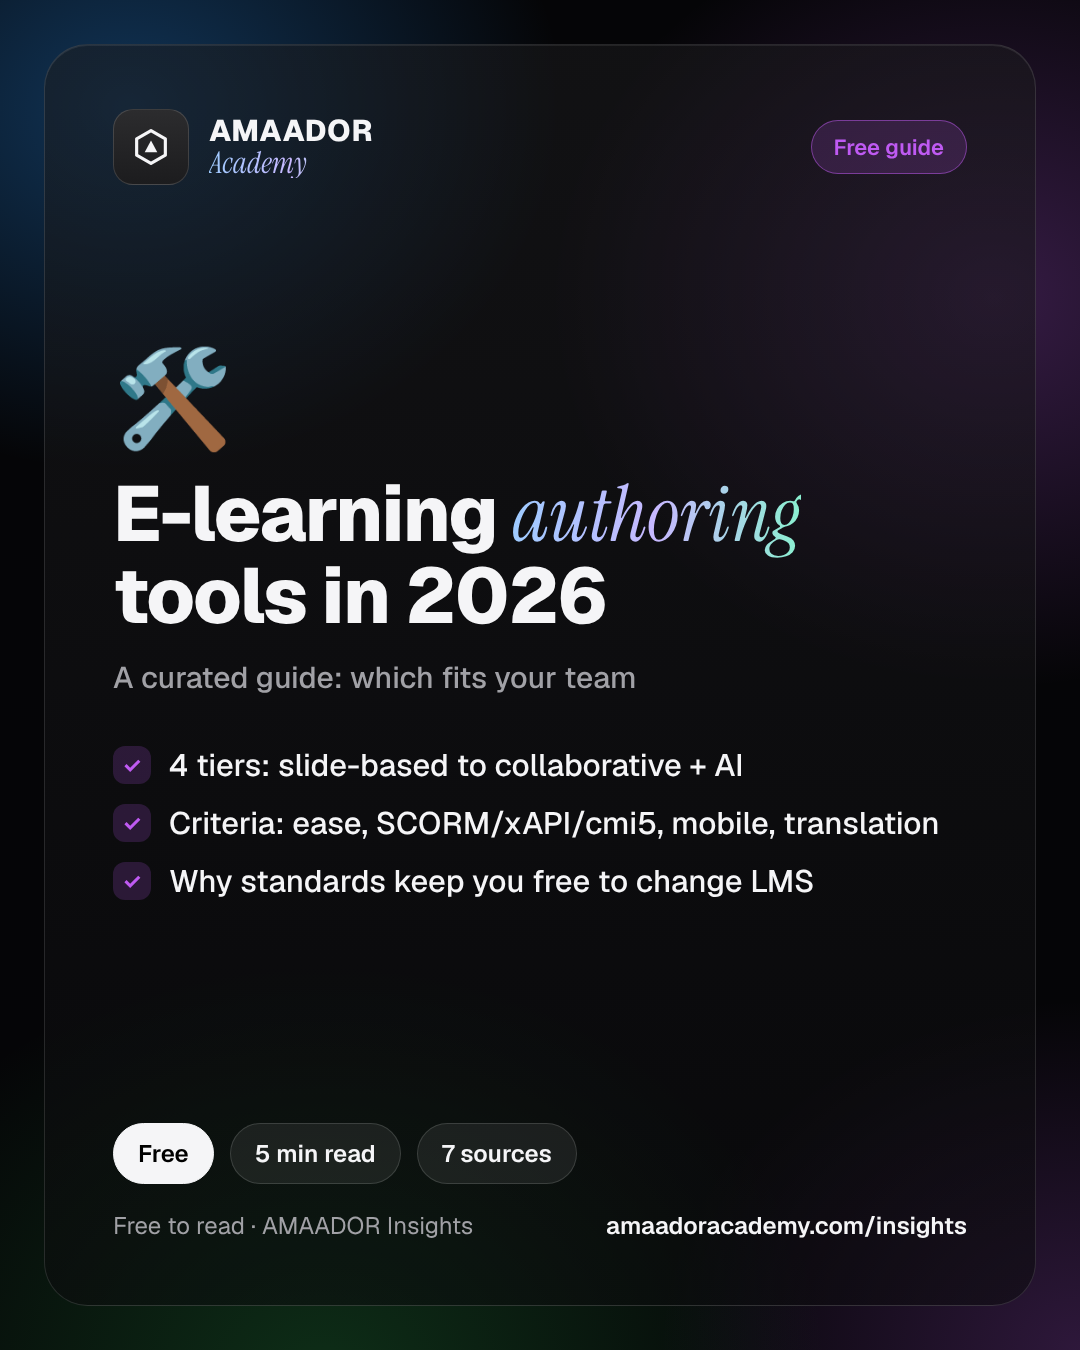 AMAADOR
Academy
Free guide
E-learning authoring
tools in 2026
A curated guide: which fits your team
4 tiers: slide-based to collaborative + AI
Criteria: ease, SCORM/xAPI/cmi5, mobile, translation
Why standards keep you free to change LMS
Free
5 min read
7 sources
Free to read · AMAADOR Insights
amaadoracademy.com/insights